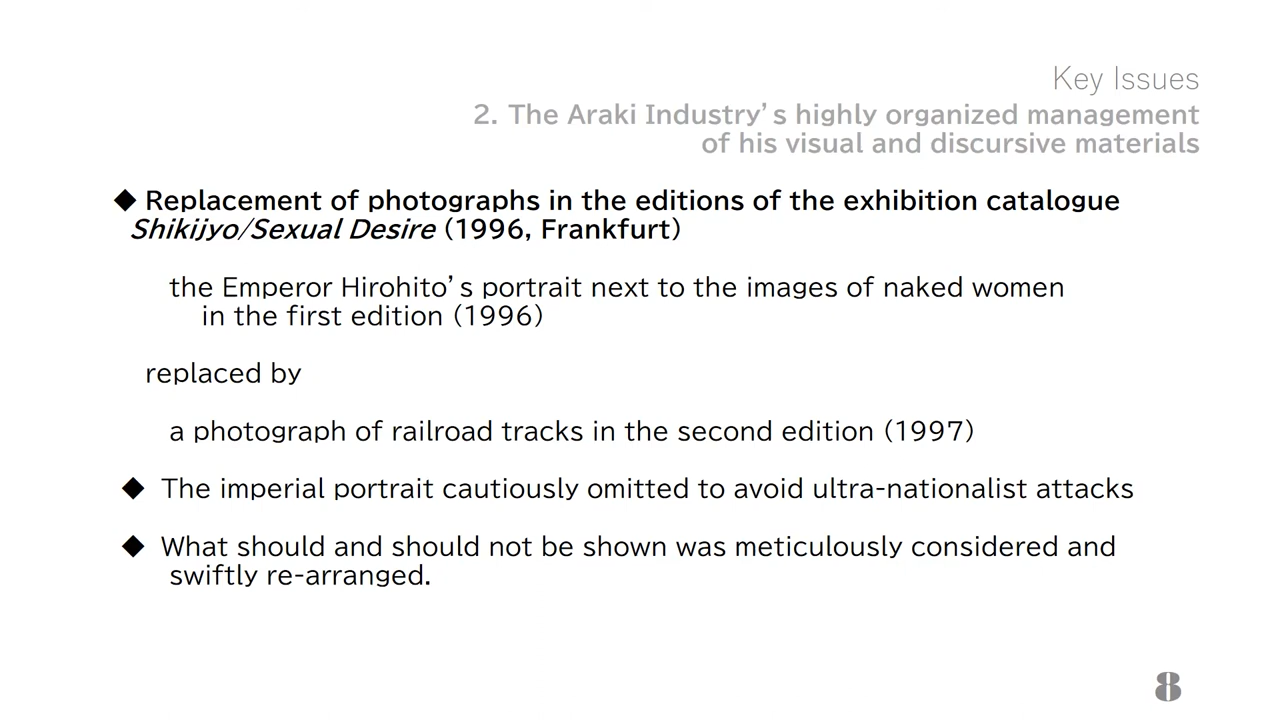 Key Issues
2. The Araki Industry’s highly organized management
of his visual and discursive materials
◆ Replacement of photographs in the editions of the exhibition catalogue
Shikijyo/Sexual Desire (1996, Frankfurt)
the Emperor Hirohito’s portrait next to the images of naked women
in the first edition (1996)
replaced by
a photograph of railroad tracks in the second edition (1997)
◆ The imperial portrait cautiously omitted to avoid ultra-nationalist attacks
◆ What should and should not be shown was meticulously considered and
swiftly re-arranged.
8